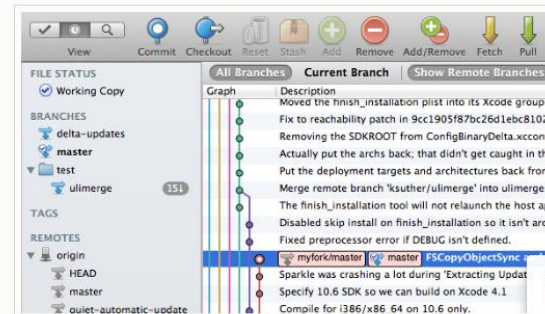 View Commit Checkout Reset Stash Add Remove Add/Remove Fetch Pull
FILE STATUS
Working Copy
BRANCHES
delta-updates
master
test
ulimerge 15↓
TAGS
REMOTES
origin
HEAD
master
quiet-automatic-update
All Branches Current Branch Show Remote Branches
Graph Description
Moved the finish_installation plist into its Xcode group
Fix to reachability patch in 9cc1905f87bc26d1ebc8102
Removing the SDKROOT from ConfigBinaryDelta.xccon
Actually put the archs back; that didn't get caught in th
Put the deployment targets and architectures back fron
Merge remote branch 'ksuther/ulimerge' into ulimerge
The finish_installation tool will not relaunch the host a
Disabled skip install on finish_installation so it isn't arc
Fixed preprocessor error if DEBUG isn't defined.
myfork/master master FSCopyObjectSync a
Sparkle was crashing a lot during 'Extracting Updat
Specify 10.6 SDK so we can build on Xcode 4.1
Compile for i386/x86_64 on 10.6 only.